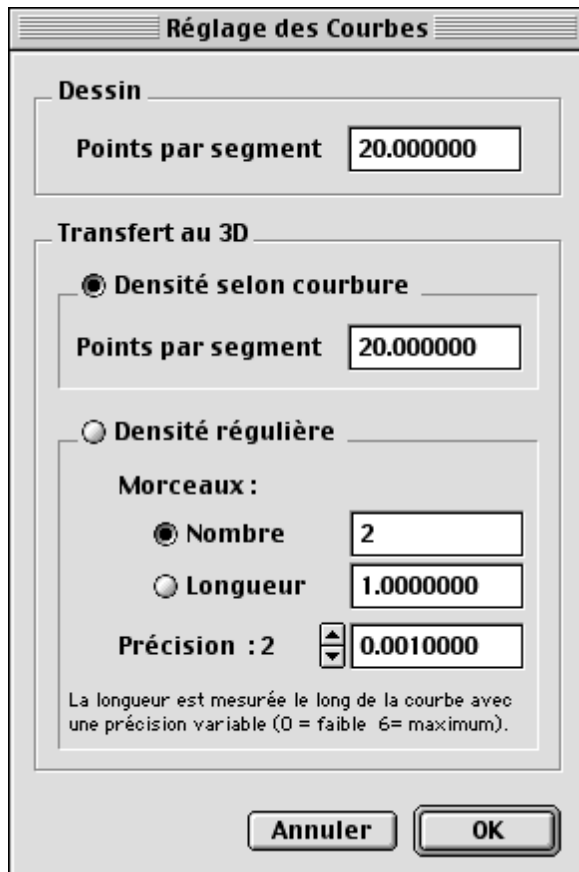 Réglage des Courbes
Dessin
Points par segment 20.000000
Transfert au 3D
Densité selon courbure
Points par segment 20.000000
Densité régulière
Morceaux :
Nombre 2
Longueur 1.0000000
Précision : 2 0.0010000
La longueur est mesurée le long de la courbe avec
une précision variable (0 = faible 6= maximum).
Annuler OK